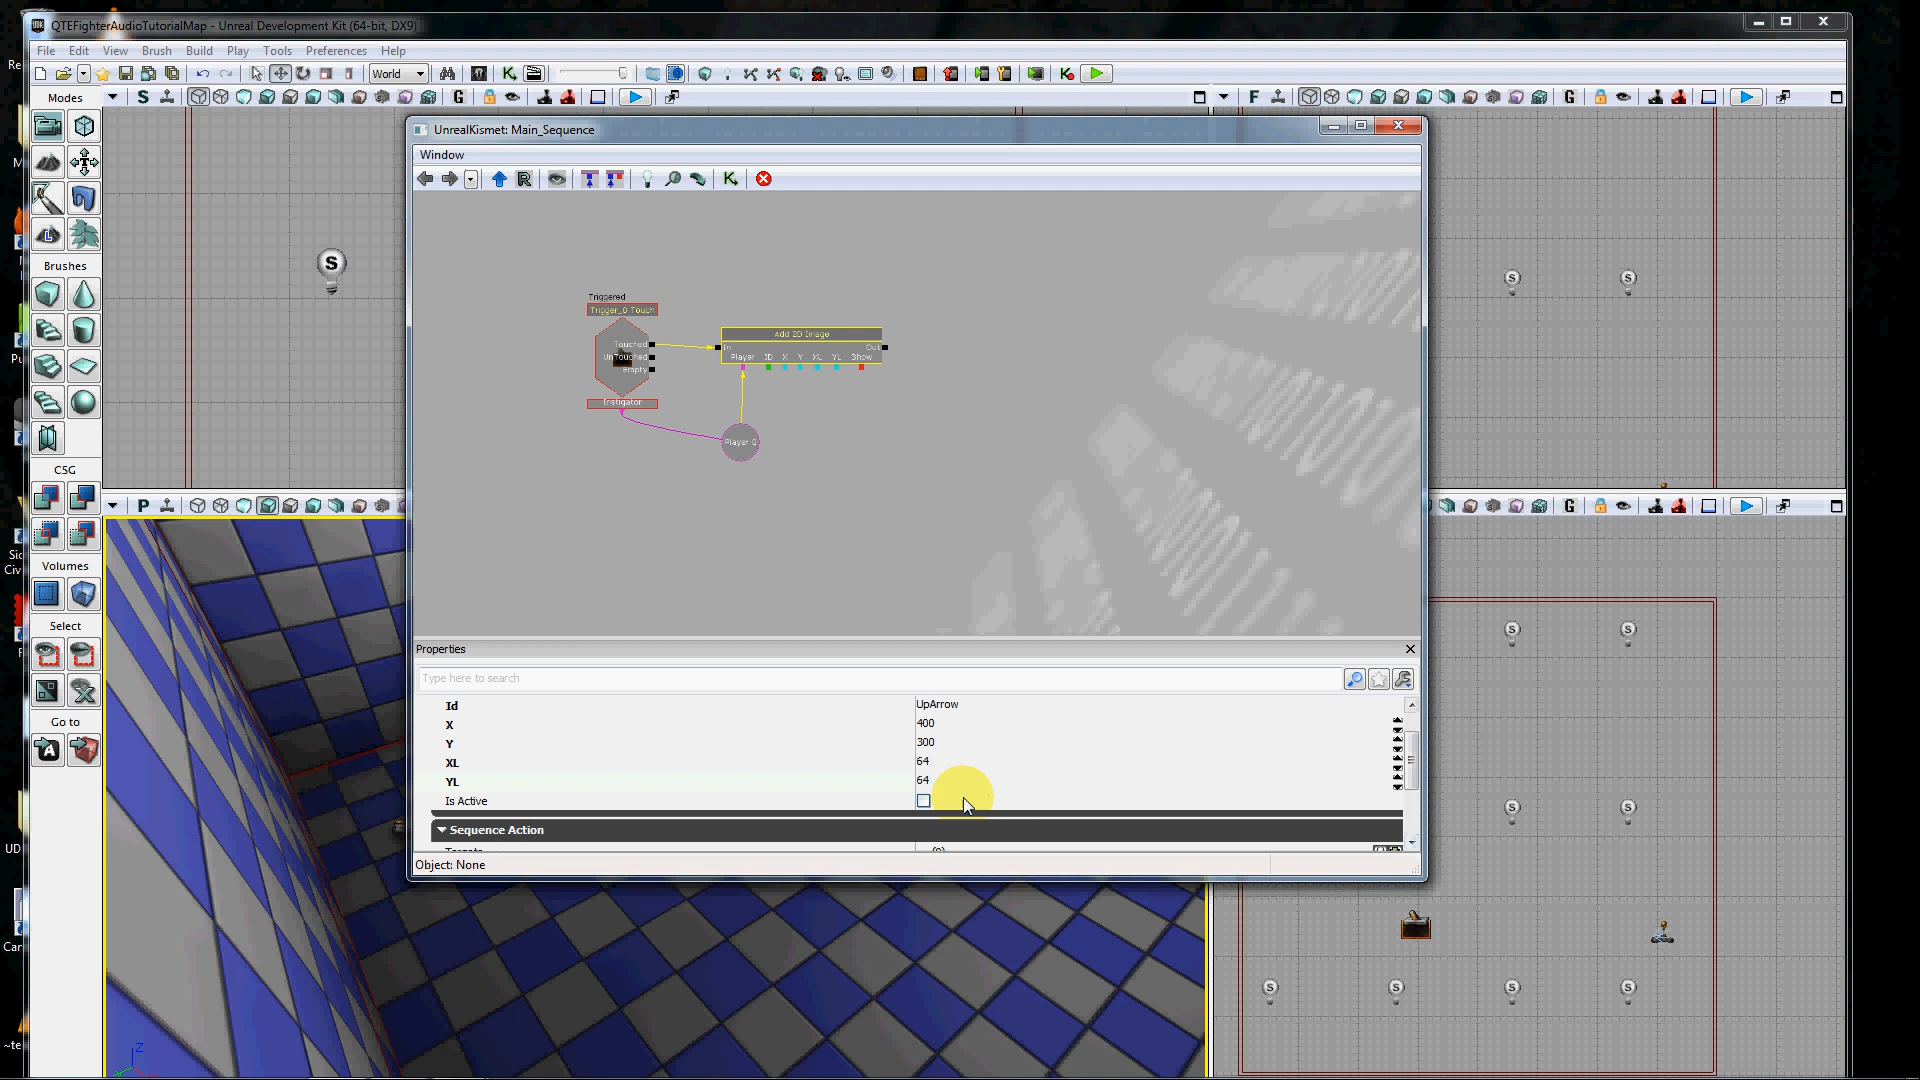 QTEFighterAudioTutorialMap - Unreal Development Kit (64-bit, DX9)
File Edit View Brush Build Play Tools Preferences Help
World
Modes
Brushes
CSG
Volumes
Select
Go to
UnrealKismet: Main_Sequence
Window
Triggered
Trigger_0 Touch
Touched
UnTouched
Empty
Instigator
Add 2D Image
In Out
Player ID X Y XL YL Show
Player 0
Properties
Type here to search
Id UpArrow
X 400
Y 300
XL 64
YL 64
Is Active
Sequence Action
Object: None